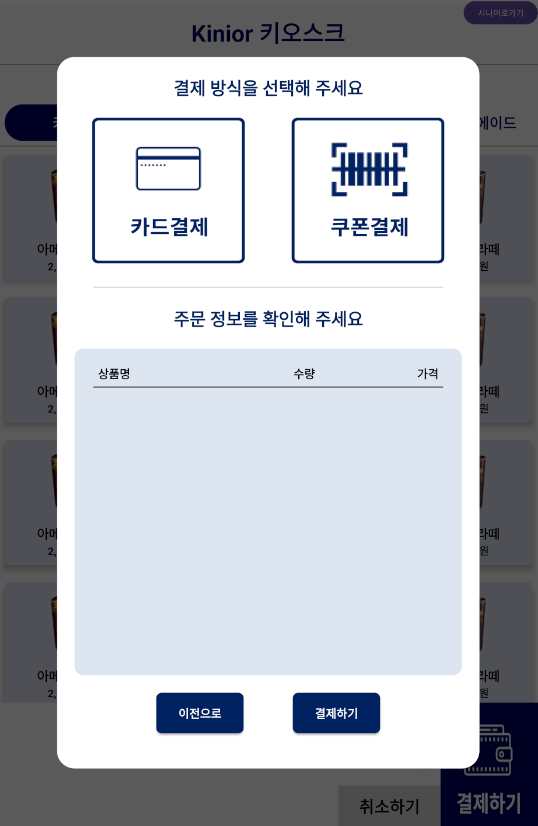 시니어로가기
Kinior 키오스크
결제 방식을 선택해 주세요
에이드
카드결제
쿠폰결제
아메
라떼
2,
원
주문 정보를 확인해 주세요
상품명 수량 가격
아메
라떼
2,
원
아메
라떼
2,
원
아메
라떼
2,
원
이전으로
결제하기
취소하기
결제하기